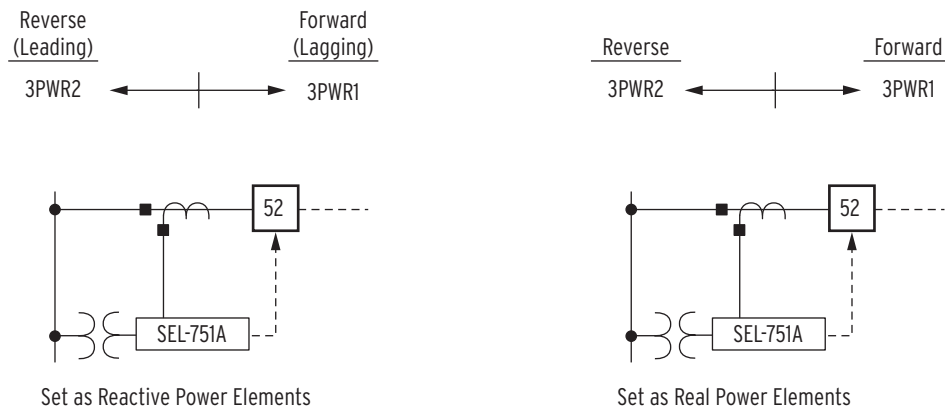 Reverse
(Leading)
Forward
(Lagging)
3PWR2
3PWR1
52
SEL-751A
Set as Reactive Power Elements
Reverse
Forward
3PWR2
3PWR1
52
SEL-751A
Set as Real Power Elements